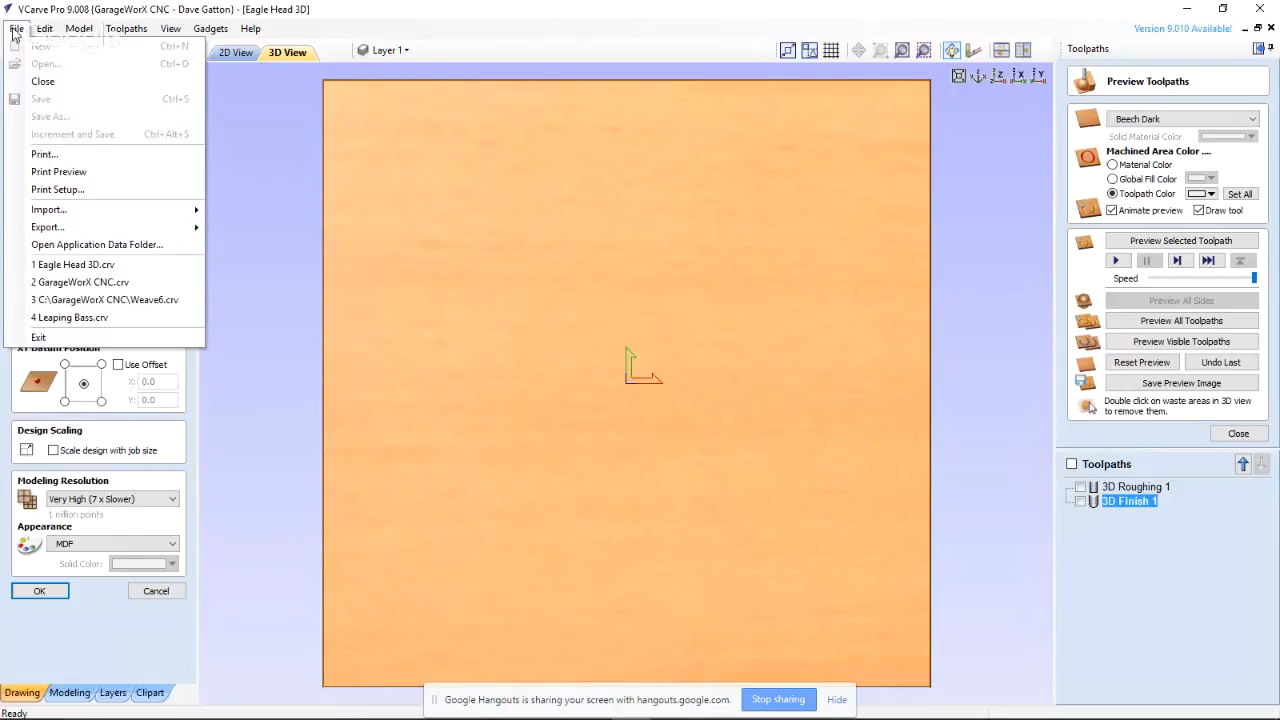 VCarve Pro 9.008 {GarageWorX CNC - Dave Gatton} - [Eagle Head 3D]
File Edit Model Toolpaths View Gadgets Help
Version 9.010 Available!
New Ctrl+N
Open... Ctrl+O
Close
Save Ctrl+S
Save As...
Increment and Save Ctrl+Alt+S
Print...
Print Preview
Print Setup...
Import...
Export...
Open Application Data Folder...
1 Eagle Head 3D.crv
2 GarageWorX CNC.crv
3 C:\GarageWorX CNC\Weave6.crv
4 Leaping Bass.crv
Exit
XY Datum Position
Use Offset
X: 0.0
Y: 0.0
Design Scaling
Scale design with job size
Modeling Resolution
Very High (7 x Slower)
1 million points
Appearance
MDF
Solid Color:
OK Cancel
Drawing Modeling Layers Clipart
Ready
2D View 3D View Layer 1
Z X Y
Toolpaths
Preview Toolpaths
Beech Dark
Solid Material Color
Machined Area Color ....
Material Color
Global Fill Color
Toolpath Color Set All
Animate preview Draw tool
Preview Selected Toolpath
Speed
Preview All Sides
Preview All Toolpaths
Preview Visible Toolpaths
Reset Preview Undo Last
Save Preview Image
Double click on waste areas in 3D view
to remove them.
Close
Toolpaths
3D Roughing 1
3D Finish 1
Google Hangouts is sharing your screen with hangouts.google.com. Stop sharing Hide